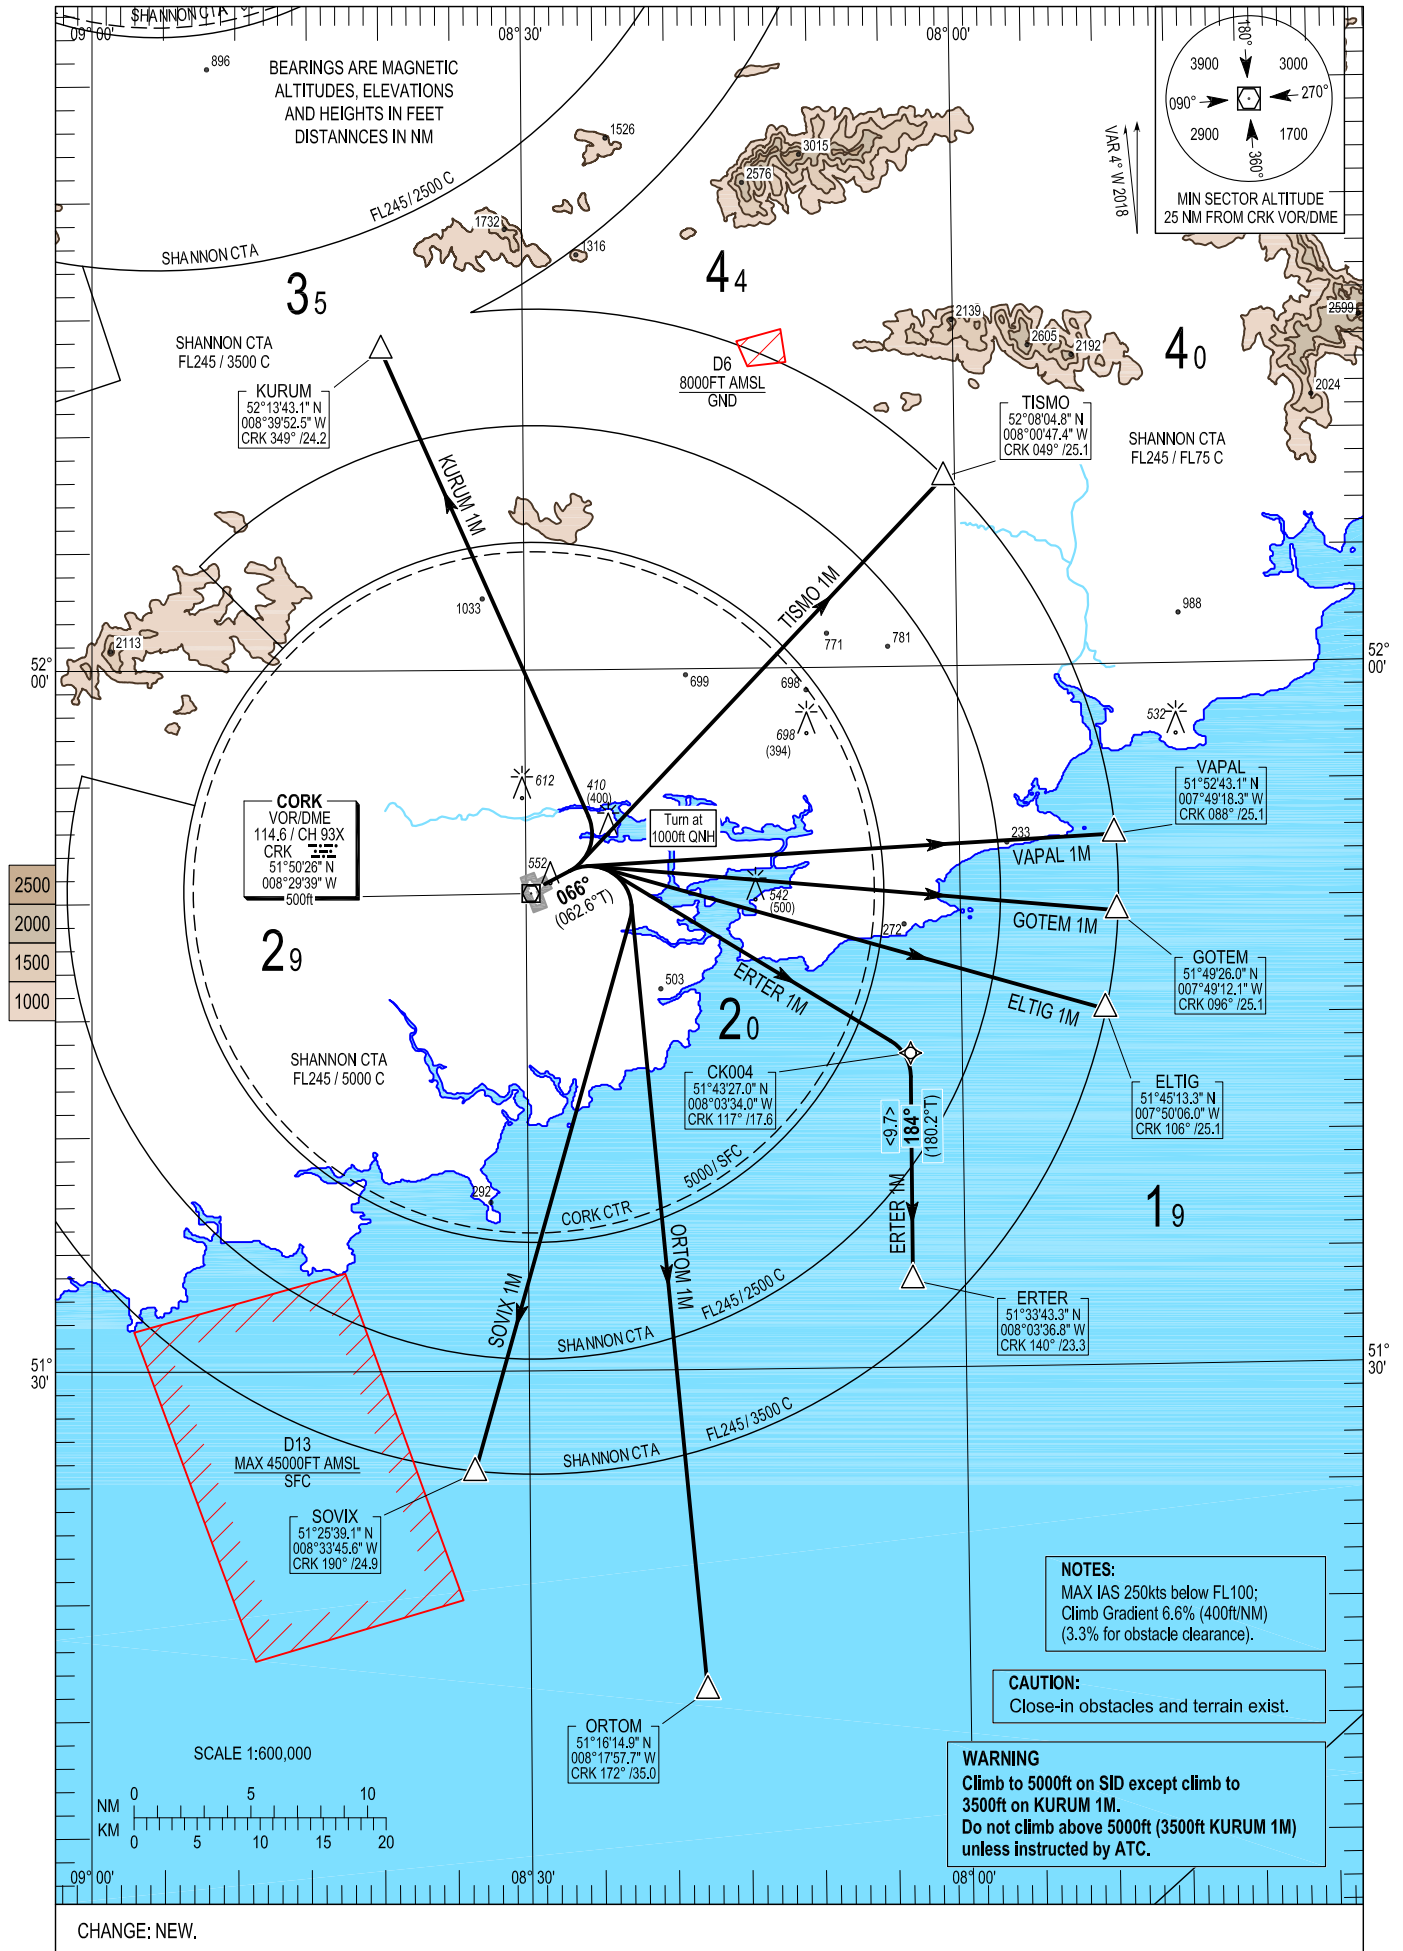 SHANNON CTA
09° 00'
08° 30'
08° 00'
896
BEARINGS ARE MAGNETIC
ALTITUDES, ELEVATIONS
AND HEIGHTS IN FEET
DISTANNCES IN NM
180°
3900
3000
090°
270°
2900
1700
360°
MIN SECTOR ALTITUDE
25 NM FROM CRK VOR/DME
VAR 4° W 2018
1526
3015
2576
FL245 / 2500 C
SHANNON CTA
1732
1316
35
44
2139
2605
2192
40
2599
2024
SHANNON CTA
FL245 / 3500 C
D6
8000FT AMSL
GND
KURUM
52°13'43.1" N
008°39'52.5" W
CRK 349° /24.2
TISMO
52°08'04.8" N
008°00'47.4" W
CRK 049° /25.1
SHANNON CTA
FL245 / FL75 C
KURUM 1M
TISMO 1M
1033
771
781
988
2113
52°
00'
52°
00'
699
698
698
(394)
532
612
410
(400)
Turn at
1000ft QNH
VAPAL
51°52'43.1" N
007°49'18.3" W
CRK 088° /25.1
CORK
VOR/DME
114.6 / CH 93X
CRK
51°50'26" N
008°29'39" W
500ft
552
066°
(062.6°T)
233
VAPAL 1M
2500
2000
1500
1000
542
(500)
272
GOTEM 1M
GOTEM
51°49'26.0" N
007°49'12.1" W
CRK 096° /25.1
29
503
ERTER 1M
ELTIG 1M
20
SHANNON CTA
FL245 / 5000 C
CK004
51°43'27.0" N
008°03'34.0" W
CRK 117° /17.6
<9.7>
184°
(180.2°T)
ELTIG
51°45'13.3" N
007°50'06.0" W
CRK 106° /25.1
5000 / SFC
292
CORK CTR
19
ERTER 1M
ORTOM 1M
SOVIX 1M
FL245 / 2500 C
SHANNON CTA
ERTER
51°33'43.3" N
008°03'36.8" W
CRK 140° /23.3
51°
30'
51°
30'
FL245 / 3500 C
SHANNON CTA
D13
MAX 45000FT AMSL
SFC
SOVIX
51°25'39.1" N
008°33'45.6" W
CRK 190° /24.9
NOTES:
MAX IAS 250kts below FL100;
Climb Gradient 6.6% (400ft/NM)
(3.3% for obstacle clearance).
CAUTION:
Close-in obstacles and terrain exist.
ORTOM
51°16'14.9" N
008°17'57.7" W
CRK 172° /35.0
WARNING
Climb to 5000ft on SID except climb to
3500ft on KURUM 1M.
Do not climb above 5000ft (3500ft KURUM 1M)
unless instructed by ATC.
SCALE 1:600,000
NM 0 5 10
KM 0 5 10 15 20
09° 00'
08° 30'
08° 00'
CHANGE: NEW.